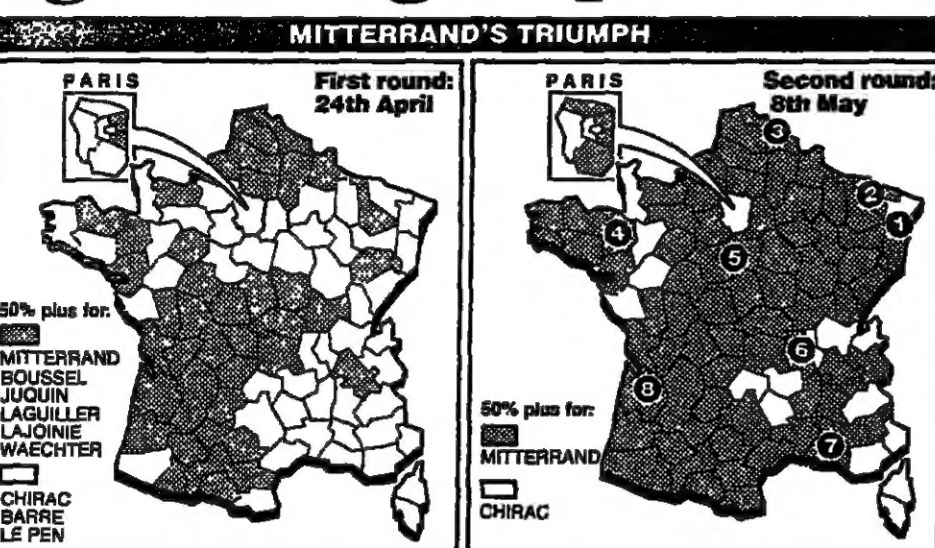 MITTERRAND'S TRIUMPH
PARIS
First round:
24th April
50% plus for:
MITTERRAND
BOUSSEL
JUQUIN
LAGUILLER
LAJOINIE
WAECHTER
CHIRAC
BARRE
LE PEN
PARIS
Second round:
8th May
3
2
1
4
5
6
8
7
50% plus for:
MITTERRAND
CHIRAC